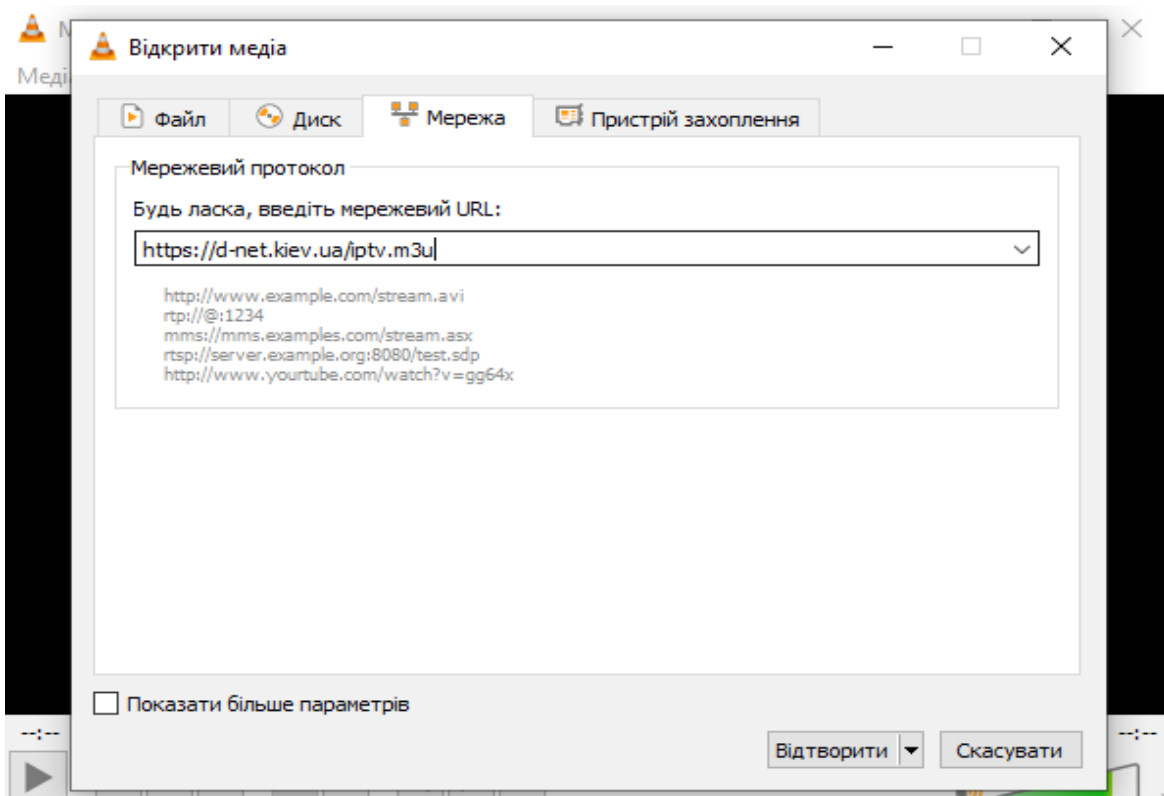 Відкрити медіа
Меді
Файл
Диск
Мережа
Пристрій захоплення
Мережевий протокол
Будь ласка, введіть мережевий URL:
https://d-net.kiev.ua/iptv.m3u
http://www.example.com/stream.avi
rtp://@:1234
mms://mms.examples.com/stream.asx
rtsp://server.example.org:8080/test.sdp
http://www.yourtube.com/watch?v=gg64x
Показати більше параметрів
--:--
--:--
Відтворити
Скасувати